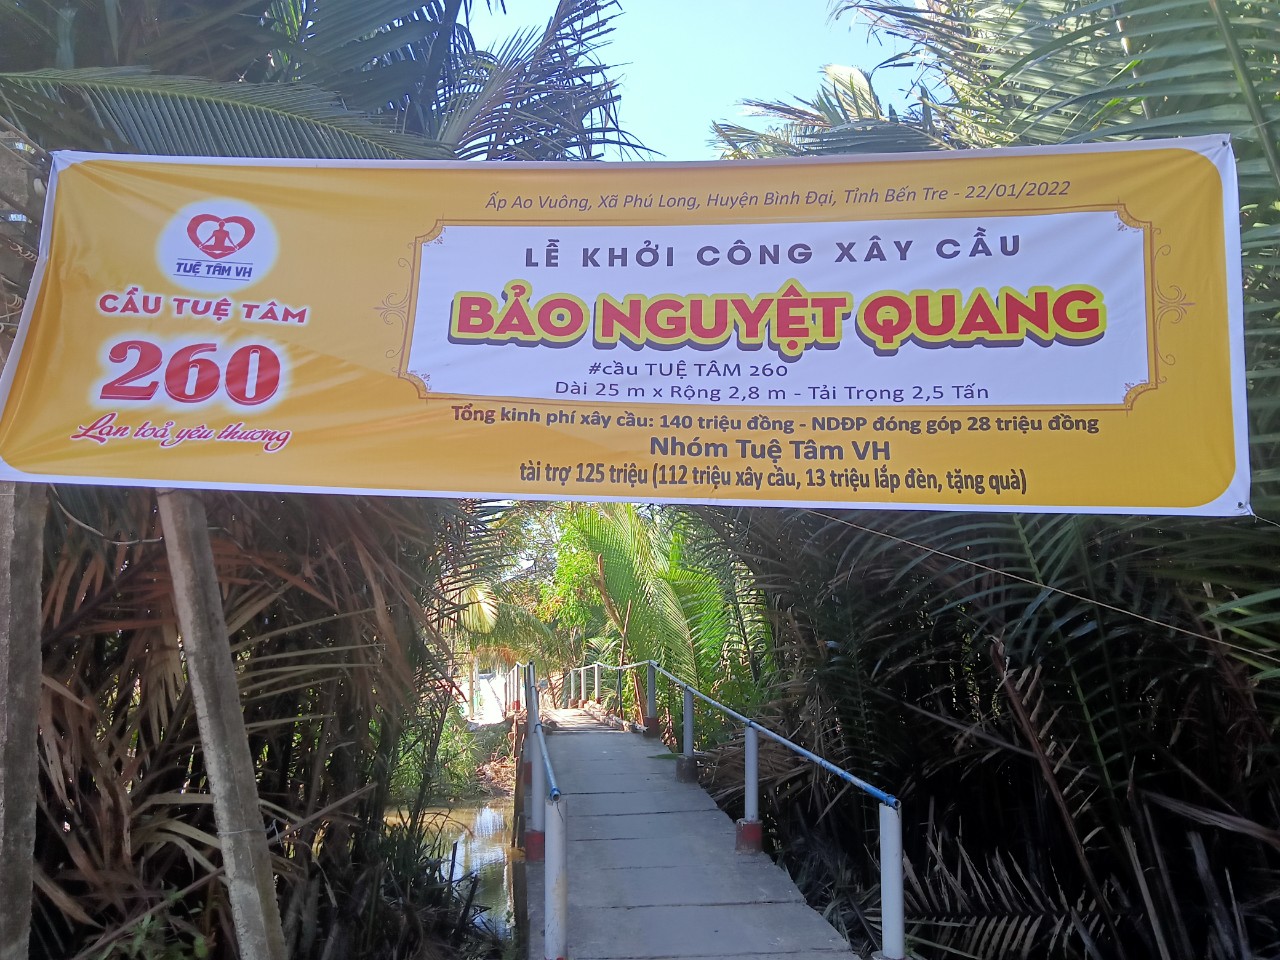 Ấp Ao Vuông, Xã Phú Long, Huyện Bình Đại, Tỉnh Bến Tre - 22/01/2022
TUỆ TÂM VH
CẦU TUỆ TÂM
260
Lan toả yêu thương
LỄ KHỞI CÔNG XÂY CẦU
BẢO NGUYỆT QUANG
#cầu TUỆ TÂM 260
Dài 25 m x Rộng 2,8 m - Tải Trọng 2,5 Tấn
Tổng kinh phí xây cầu: 140 triệu đồng - NDĐP đóng góp 28 triệu đồng
Nhóm Tuệ Tâm VH
tài trợ 125 triệu (112 triệu xây cầu, 13 triệu lắp đèn, tặng quà)